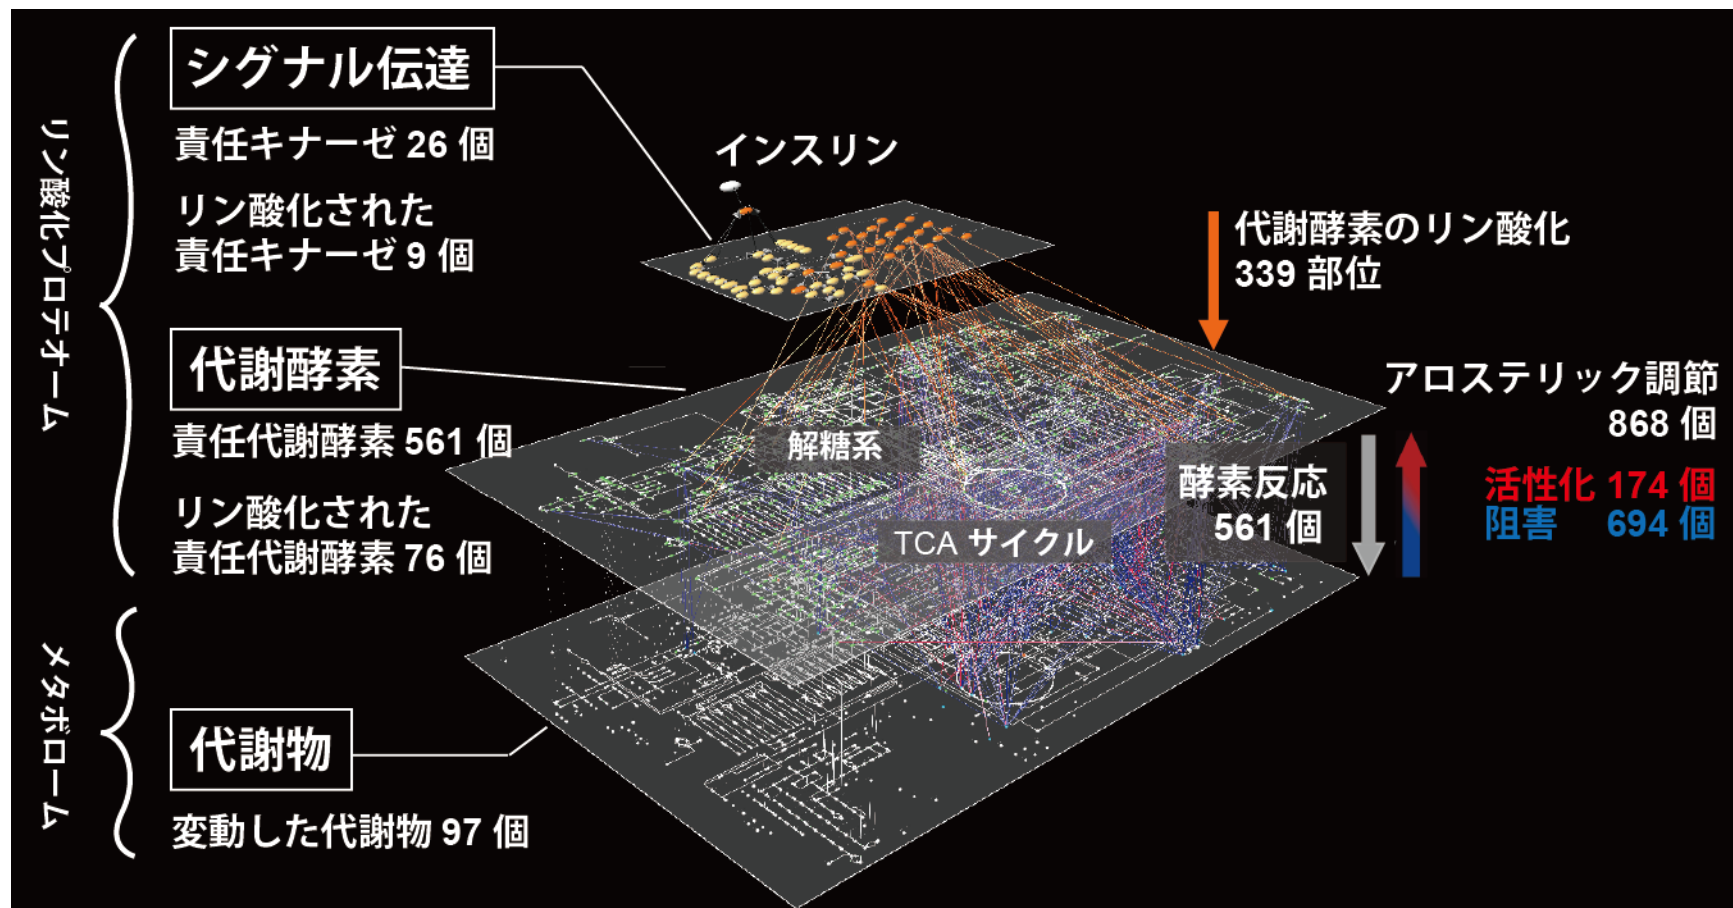 リン酸化プロテオーム
シグナル伝達
責任キナーゼ 26 個
リン酸化された
責任キナーゼ 9 個
代謝酵素
責任代謝酵素 561 個
リン酸化された
責任代謝酵素 76 個
メタボローム
代謝物
変動した代謝物 97 個
インスリン
解糖系
TCA サイクル
代謝酵素のリン酸化
339 部位
アロステリック調節
868 個
酵素反応
561 個
活性化 174 個
阻害 694 個